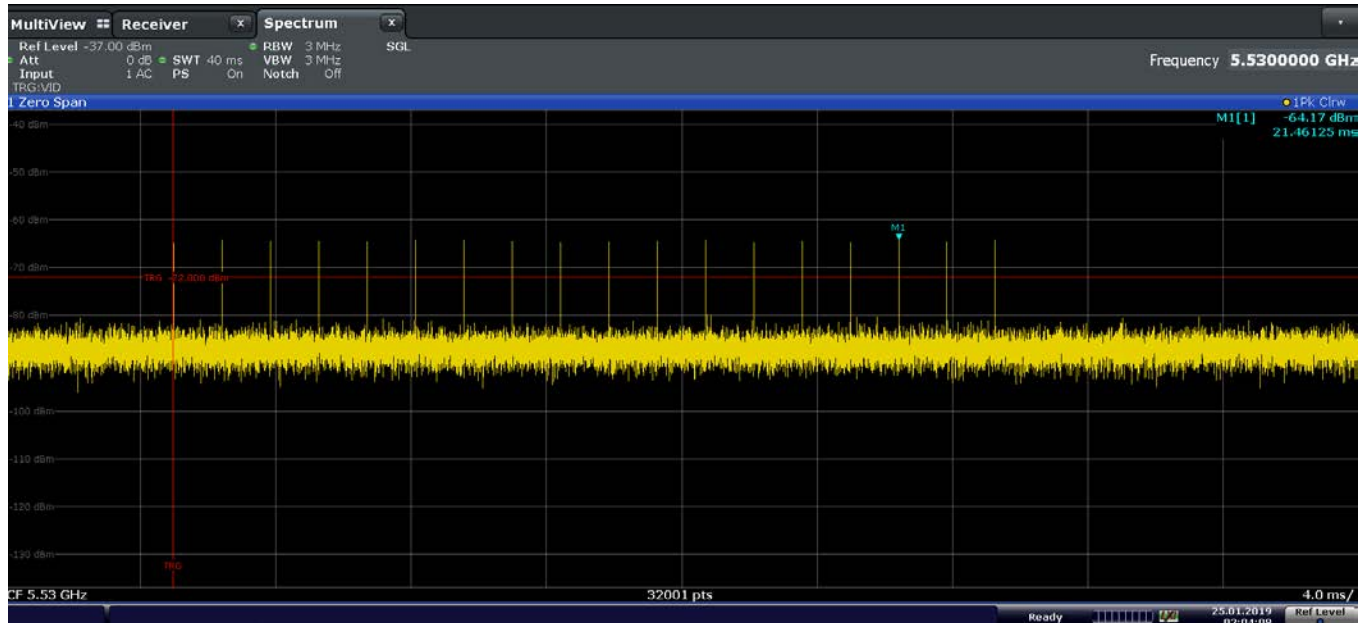 MultiView Receiver X Spectrum X
Ref Level -37.00 dBm RBW 3 MHz SGL
Att 0 dB SWT 40 ms VBW 3 MHz
Input 1 AC PS On Notch Off
Frequency 5.5300000 GHz
TRG:VID
1 Zero Span 1Pk Clrw
M1[1] -64.17 dBm
21.46125 ms
-40 dBm
-50 dBm
-60 dBm
M1
-70 dBm
TRG -72.000 dBm
-80 dBm
-100 dBm
-110 dBm
-120 dBm
-130 dBm
TRG
CF 5.53 GHz 32001 pts 4.0 ms/
Ready 25.01.2019 Ref Level
02:04:08